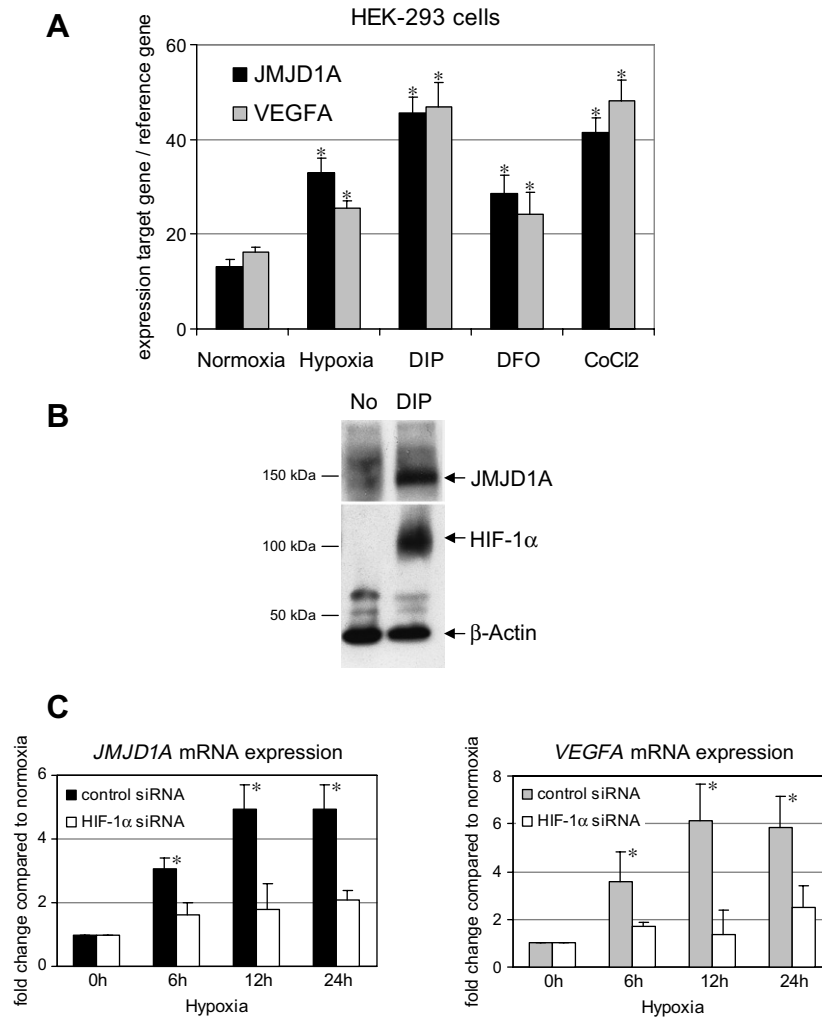 A
HEK-293 cells
expression target gene / reference gene
60
40
20
0
JMJD1A
VEGFA
* * * * * * * *
Normoxia Hypoxia DIP DFO CoCl2
B
No DIP
150 kDa
JMJD1A
100 kDa
HIF-1α
50 kDa
β-Actin
C
JMJD1A mRNA expression
fold change compared to normoxia
6
4
2
0
control siRNA
HIF-1α siRNA
* * *
0h 6h 12h 24h
Hypoxia
VEGFA mRNA expression
fold change compared to normoxia
8
6
4
2
0
control siRNA
HIF-1α siRNA
* * *
0h 6h 12h 24h
Hypoxia